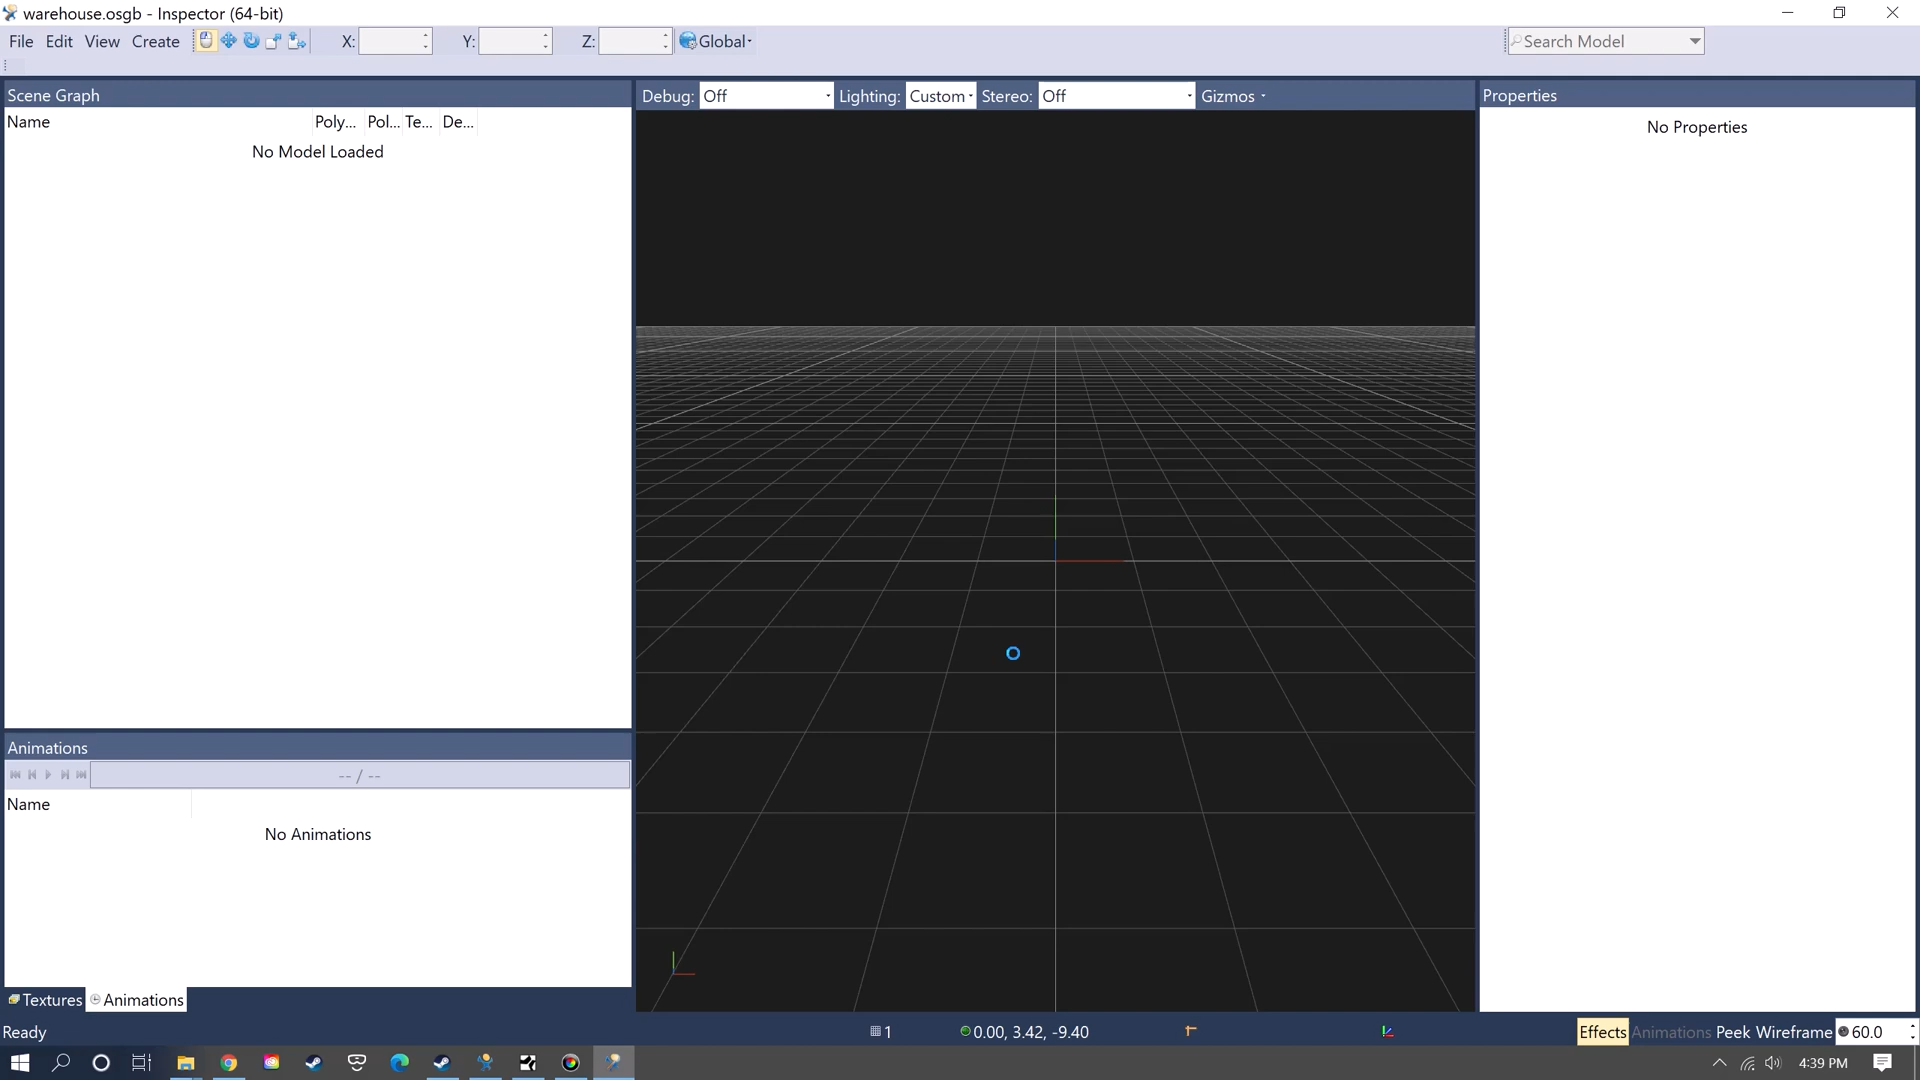 warehouse.osgb - Inspector (64-bit)
File Edit View Create X: Y: Z: Global Search Model
Scene Graph
Name Poly... Pol... Te... De...
No Model Loaded
Debug: Off Lighting: Custom Stereo: Off Gizmos
Properties
No Properties
Animations
-- / --
Name
No Animations
Textures Animations
Ready 1 0.00, 3.42, -9.40 Effects Animations Peek Wireframe 60.0
4:39 PM